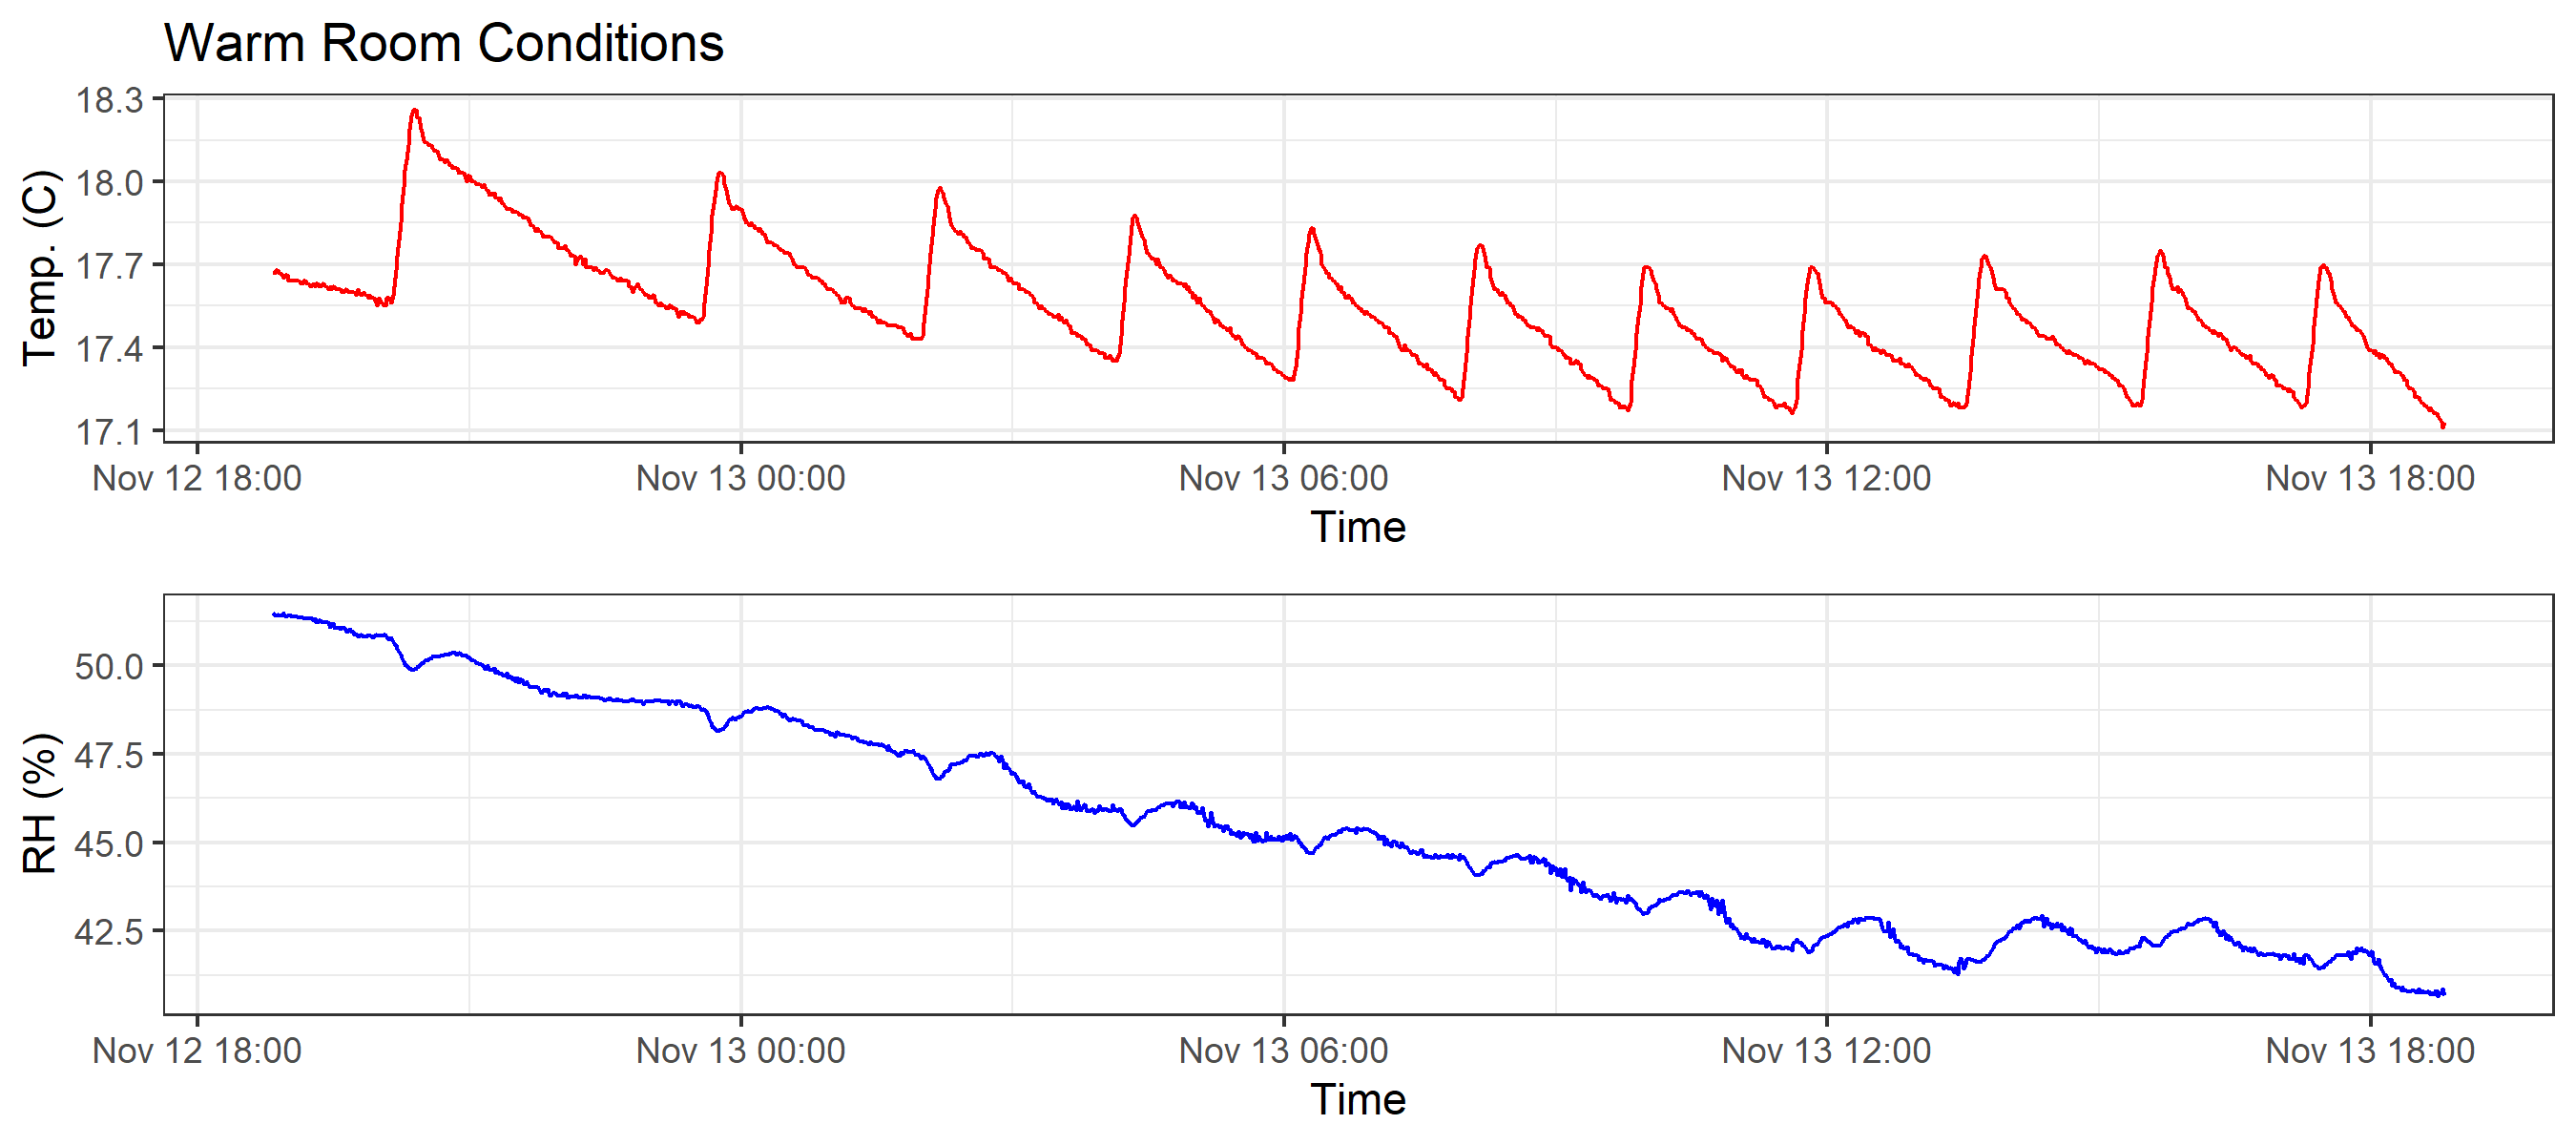 Warm Room Conditions
Temp. (C)
18.3
18.0
17.7
17.4
17.1
Nov 12 18:00 Nov 13 00:00 Nov 13 06:00 Nov 13 12:00 Nov 13 18:00
Time
RH (%)
50.0
47.5
45.0
42.5
Nov 12 18:00 Nov 13 00:00 Nov 13 06:00 Nov 13 12:00 Nov 13 18:00
Time